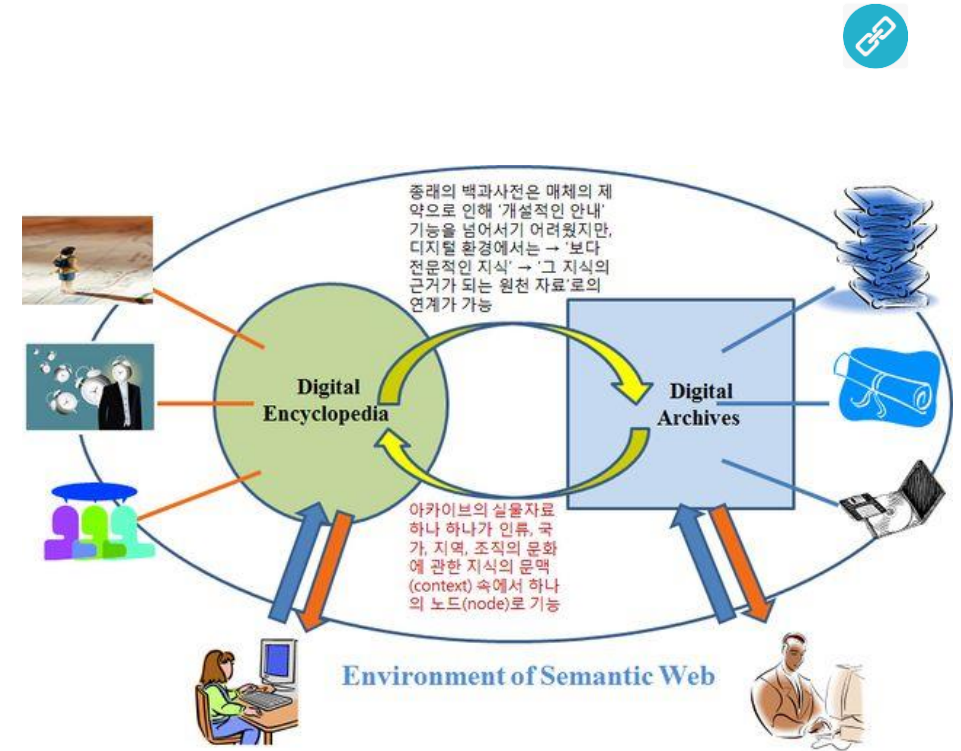 종래의 백과사전은 매체의 제
약으로 인해 '개설적인 안내'
기능을 넘어서기 어려웠지만,
디지털 환경에서는 → '보다
전문적인 지식' → '그 지식의
근거가 되는 원천 자료'로의
연계가 가능
Digital
Encyclopedia
Digital
Archives
아카이브의 실물자료
하나 하나가 인류, 국
가, 지역, 조직의 문화
에 관한 지식의 문맥
(context) 속에서 하나
의 노드(node)로 기능
Environment of Semantic Web